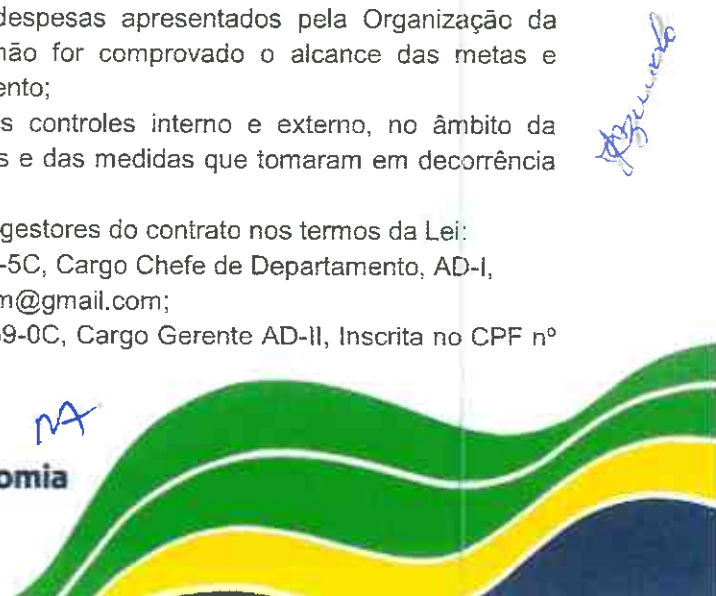 despesas apresentados pela Organização da
não for comprovado o alcance das metas e
ento;
s controles interno e externo, no âmbito da
s e das medidas que tomaram em decorrência
gestores do contrato nos termos da Lei:
-5C, Cargo Chefe de Departamento, AD-I,
m@gmail.com;
59-0C, Cargo Gerente AD-II, Inscrita no CPF nº
omia